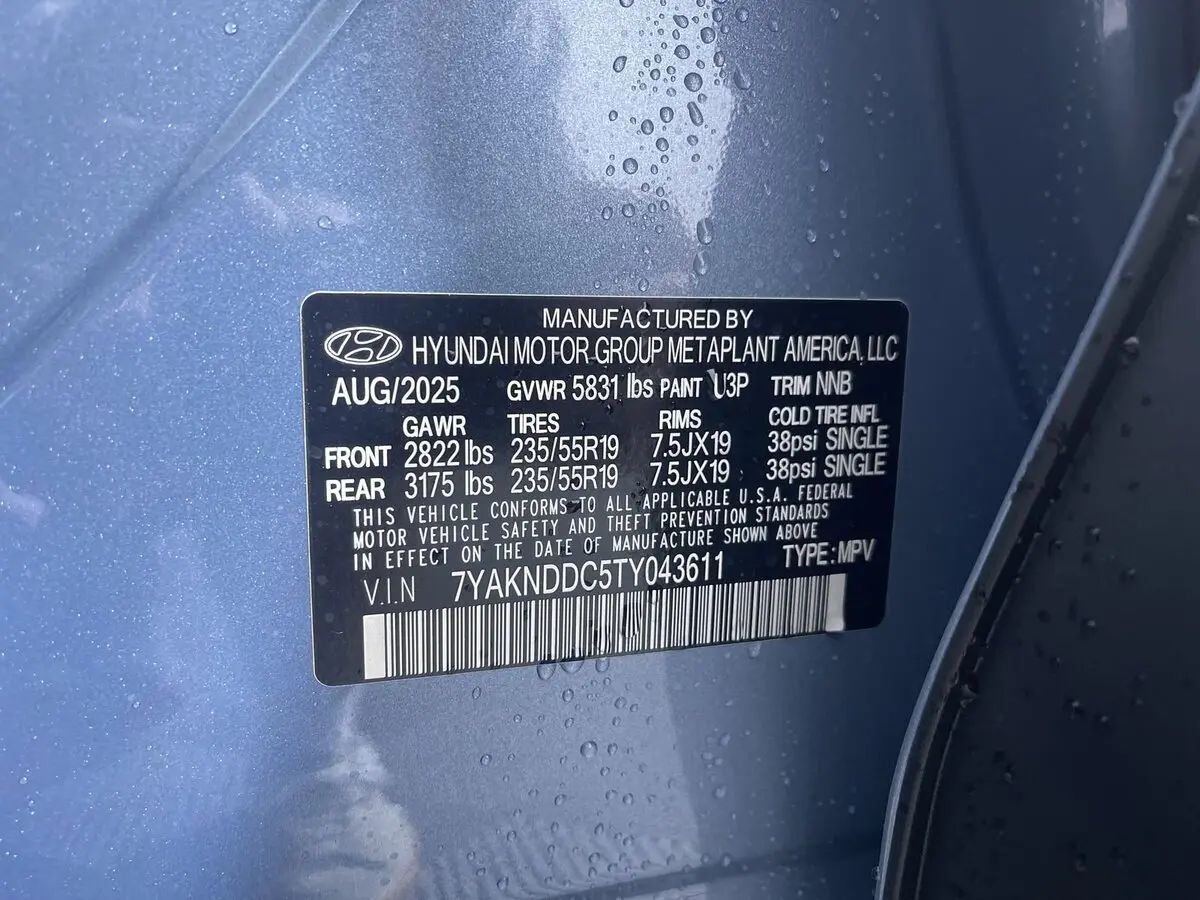 MANUFACTURED BY
HYUNDAI MOTOR GROUP METAPLANT AMERICA, LLC
AUG/2025 GVWR 5831 lbs PAINT U3P TRIM NNB
GAWR TIRES RIMS COLD TIRE INFL
FRONT 2822 lbs 235/55R19 7.5JX19 38psi SINGLE
REAR 3175 lbs 235/55R19 7.5JX19 38psi SINGLE
THIS VEHICLE CONFORMS TO ALL APPLICABLE U.S.A. FEDERAL
MOTOR VEHICLE SAFETY AND THEFT PREVENTION STANDARDS
IN EFFECT ON THE DATE OF MANUFACTURE SHOWN ABOVE
V.I.N 7YAKNDDC5TY043611 TYPE: MPV